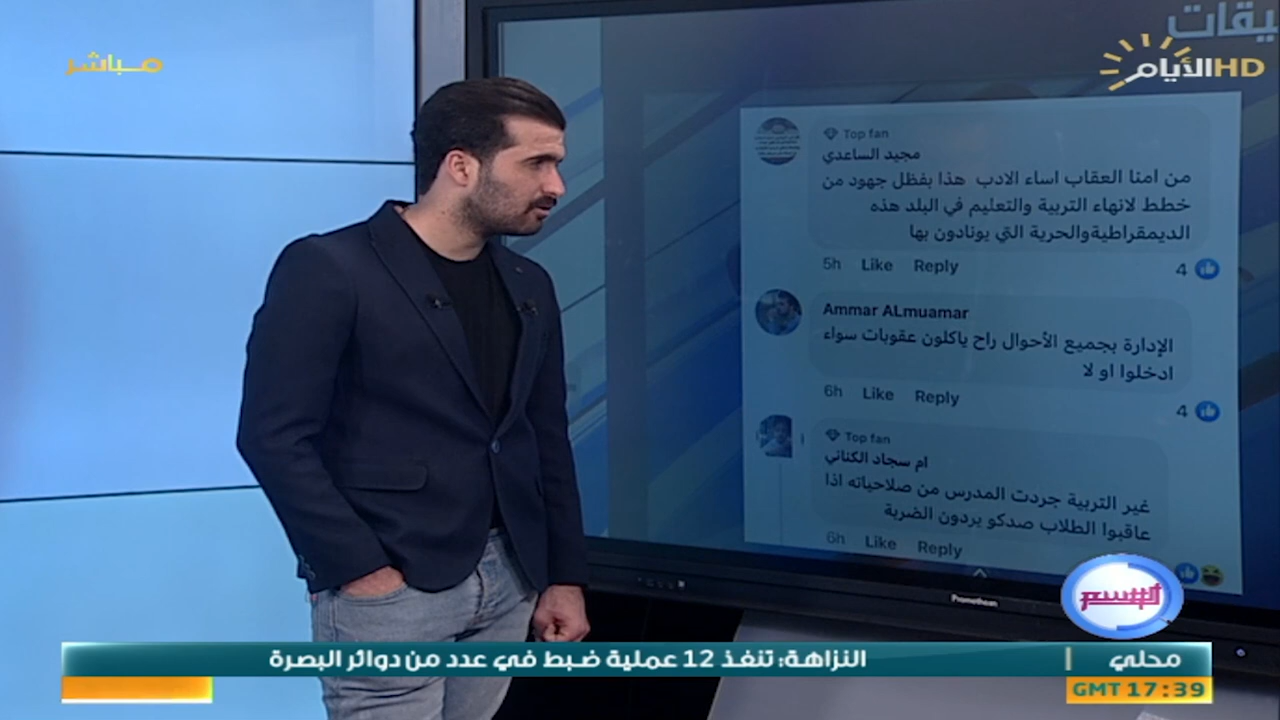 مباشر
يقات
الأيام HD
Top fan
مجيد الساعدي
من امنا العقاب اساء الادب هذا بفظل جهود من
خطط لانهاء التربية والتعليم في البلد هذه
الديمقراطيةوالحرية التي يونادون بها
5h Like Reply 4
Ammar ALmuamar
الإدارة بجميع الأحوال راح ياكلون عقوبات سواء
ادخلوا او لا
6h Like Reply 4
Top fan
ام سجاد الكناني
غير التربية جردت المدرس من صلاحياته اذا
عاقبوا الطلاب صدكو يردون الضربة
6h Like Reply
Promethean
محلي | النزاهة: تنفذ 12 عملية ضبط في عدد من دوائر البصرة
GMT 17:39